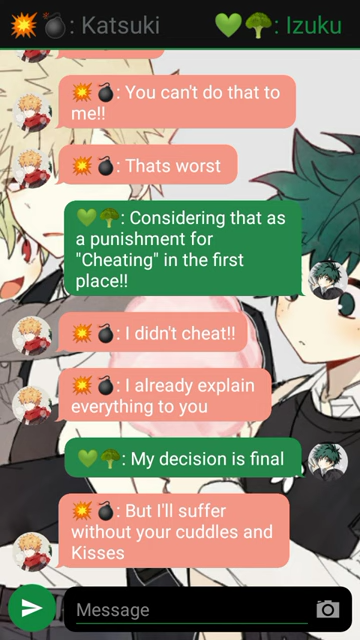 💥💣: Katsuki
💚🥦: Izuku
💥💣: You can't do that to
me!!
💥💣: Thats worst
💚🥦: Considering that as
a punishment for
"Cheating" in the first
place!!
💥💣: I didn't cheat!!
💥💣: I already explain
everything to you
💚🥦: My decision is final
💥💣: But I'll suffer
without your cuddles and
Kisses
Message